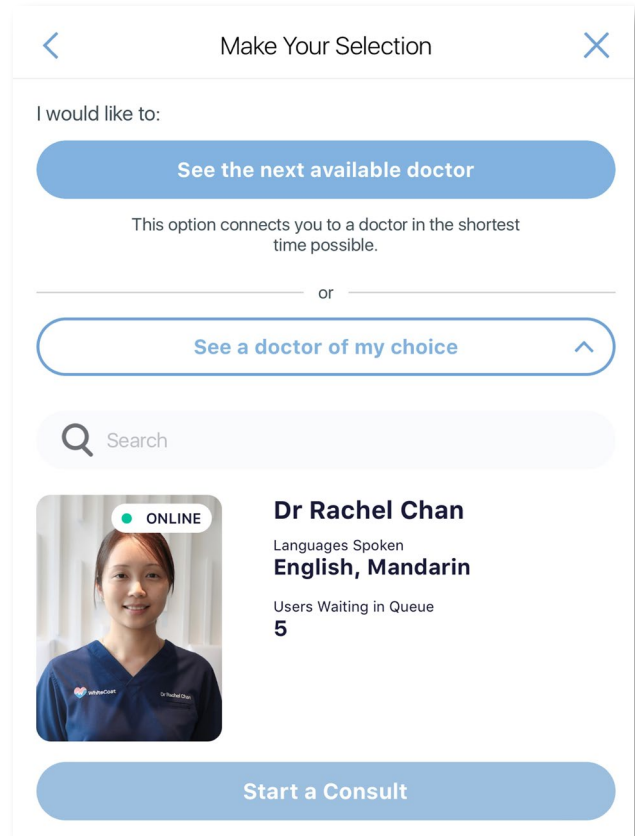 Make Your Selection
I would like to:
See the next available doctor
This option connects you to a doctor in the shortest
time possible.
or
See a doctor of my choice
Search
ONLINE
Dr Rachel Chan
Languages Spoken
English, Mandarin
Users Waiting in Queue
5
WhiteCoat
Dr Rachel Chan
Start a Consult